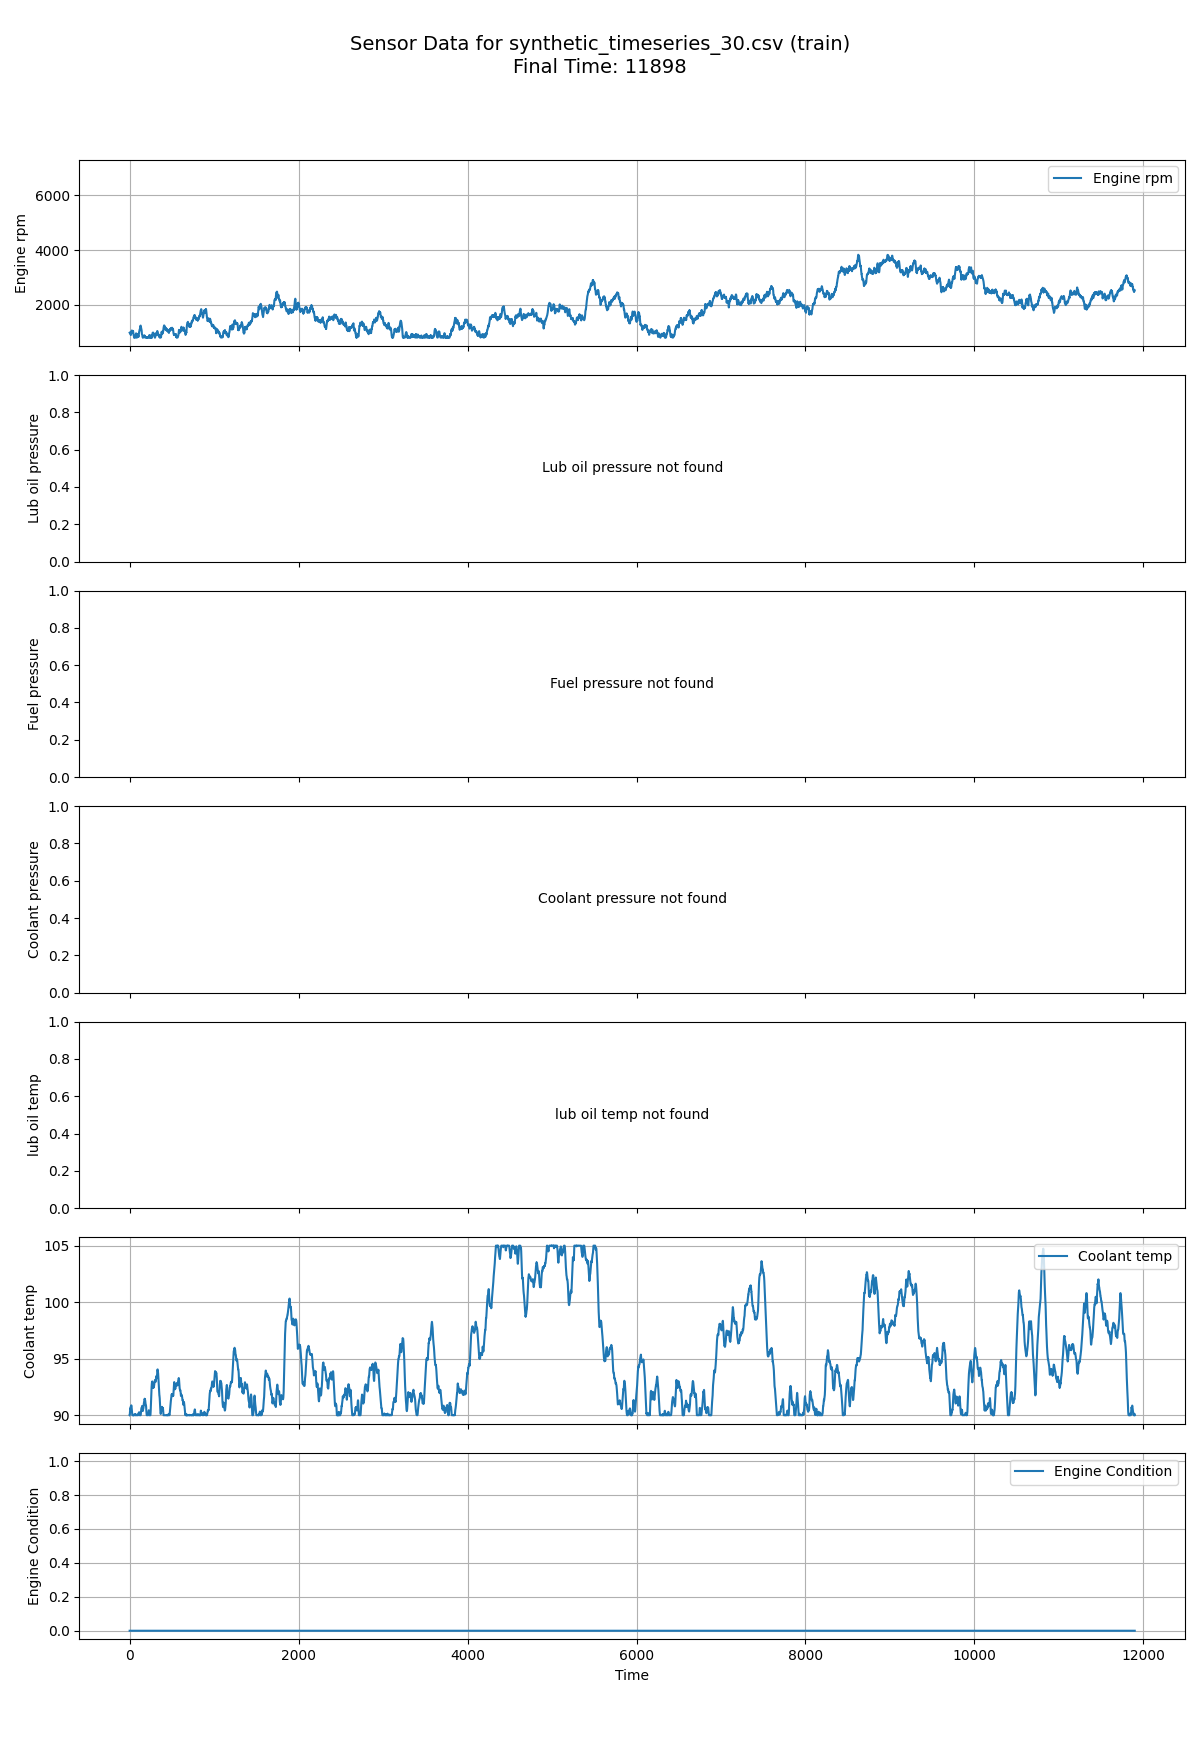 Sensor Data for synthetic_timeseries_30.csv (train)
Final Time: 11898
Engine rpm
6000
4000
2000
Engine rpm
Lub oil pressure
1.0
0.8
0.6
0.4
0.2
0.0
Lub oil pressure not found
Fuel pressure
1.0
0.8
0.6
0.4
0.2
0.0
Fuel pressure not found
Coolant pressure
1.0
0.8
0.6
0.4
0.2
0.0
Coolant pressure not found
lub oil temp
1.0
0.8
0.6
0.4
0.2
0.0
lub oil temp not found
Coolant temp
105
100
95
90
Coolant temp
Engine Condition
1.0
0.8
0.6
0.4
0.2
0.0
Engine Condition
0 2000 4000 6000 8000 10000 12000
Time